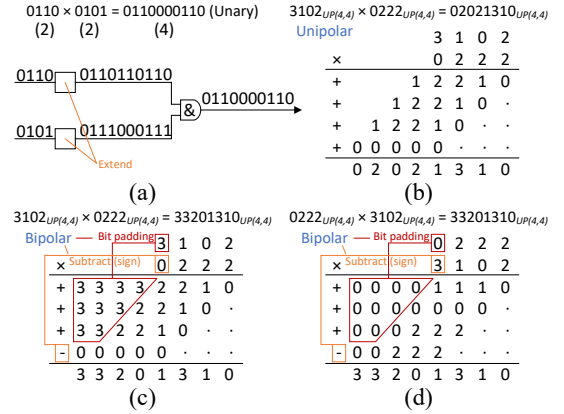 0110 × 0101 = 0110000110 (Unary)
(2) (2) (4)
0110 0110110110
& 0110000110
0101 0111000111
Extend
(a)
3102UP(4,4) × 0222UP(4,4) = 02021310UP(4,4)
Unipolar
3 1 0 2
× 0 2 2 2
+ 1 2 2 1 0
+ 1 2 2 1 0 ·
+ 1 2 2 1 0 · ·
+ 0 0 0 0 0 · · ·
0 2 0 2 1 3 1 0
(b)
3102UP(4,4) × 0222UP(4,4) = 33201310UP(4,4)
Bipolar Bit padding 3 1 0 2
× Subtract (sign) 0 2 2 2
+ 3 3 3 3 2 2 1 0
+ 3 3 3 2 2 1 0 ·
+ 3 3 2 2 1 0 · ·
- 0 0 0 0 0 · · ·
3 3 2 0 1 3 1 0
(c)
0222UP(4,4) × 3102UP(4,4) = 33201310UP(4,4)
Bipolar Bit padding 0 2 2 2
× Subtract (sign) 3 1 0 2
+ 0 0 0 0 1 1 1 0
+ 0 0 0 0 0 0 0 ·
+ 0 0 0 2 2 2 · ·
- 0 0 2 2 2 · · ·
3 3 2 0 1 3 1 0
(d)